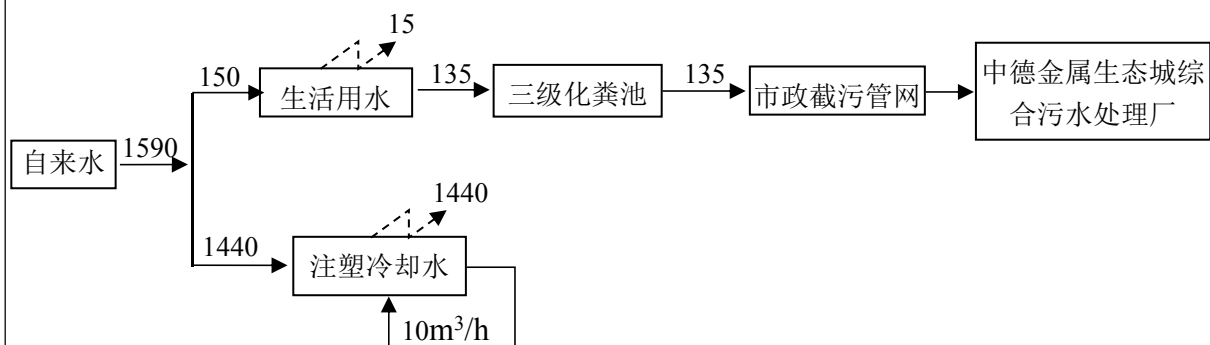 15
150
生活用水
135
三级化粪池
135
市政截污管网
中德金属生态城综
合污水处理厂
自来水
1590
1440
1440
注塑冷却水
10m³/h